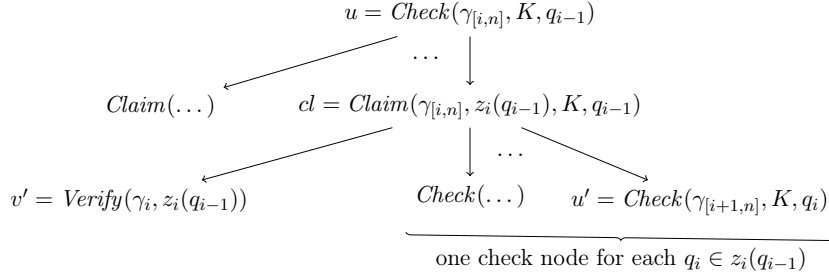 u = Check(γ_{[i,n]}, K, q_{i−1})
...
Claim(...) cl = Claim(γ_{[i,n]}, z_i(q_{i−1}), K, q_{i−1})
...
v′ = Verify(γ_i, z_i(q_{i−1})) Check(...) u′ = Check(γ_{[i+1,n]}, K, q_i)
one check node for each q_i ∈ z_i(q_{i−1})